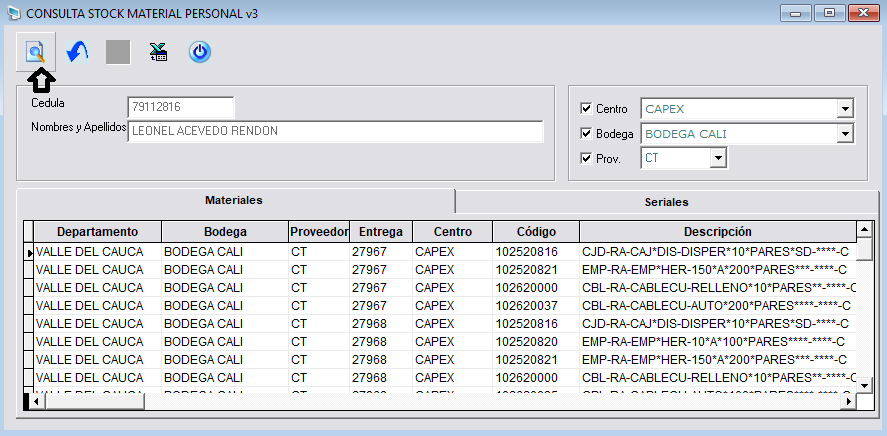 CONSULTA STOCK MATERIAL PERSONAL v3
Cedula 79112816
Nombres y Apellidos LEONEL ACEVEDO RENDON
Centro CAPEX
Bodega BODEGA CALI
Prov. CT
Materiales Seriales
Departamento Bodega Proveedor Entrega Centro Código Descripción
VALLE DEL CAUCA BODEGA CALI CT 27967 CAPEX 102520816 CJD-RA-CAJ*DIS-DISPER*10*PARES*SD-****-C
VALLE DEL CAUCA BODEGA CALI CT 27967 CAPEX 102520821 EMP-RA-EMP*HER-150*A*200*PARES***-****-C
VALLE DEL CAUCA BODEGA CALI CT 27967 CAPEX 102620000 CBL-RA-CABLECU-RELLENO*10*PARES**-****-C
VALLE DEL CAUCA BODEGA CALI CT 27967 CAPEX 102620037 CBL-RA-CABLECU-AUTO*200*PARES****-****-C
VALLE DEL CAUCA BODEGA CALI CT 27968 CAPEX 102520816 CJD-RA-CAJ*DIS-DISPER*10*PARES*SD-****-C
VALLE DEL CAUCA BODEGA CALI CT 27968 CAPEX 102520820 EMP-RA-EMP*HER-10*A*100*PARES****-****-C
VALLE DEL CAUCA BODEGA CALI CT 27968 CAPEX 102520821 EMP-RA-EMP*HER-150*A*200*PAR***-****-C
VALLE DEL CAUCA BODEGA CALI CT 27968 CAPEX 102620000 CBL-RA-CABLECU-RELLENO*10*PARES**-****-C
VALLE DEL CAUCA BODEGA CALI CT